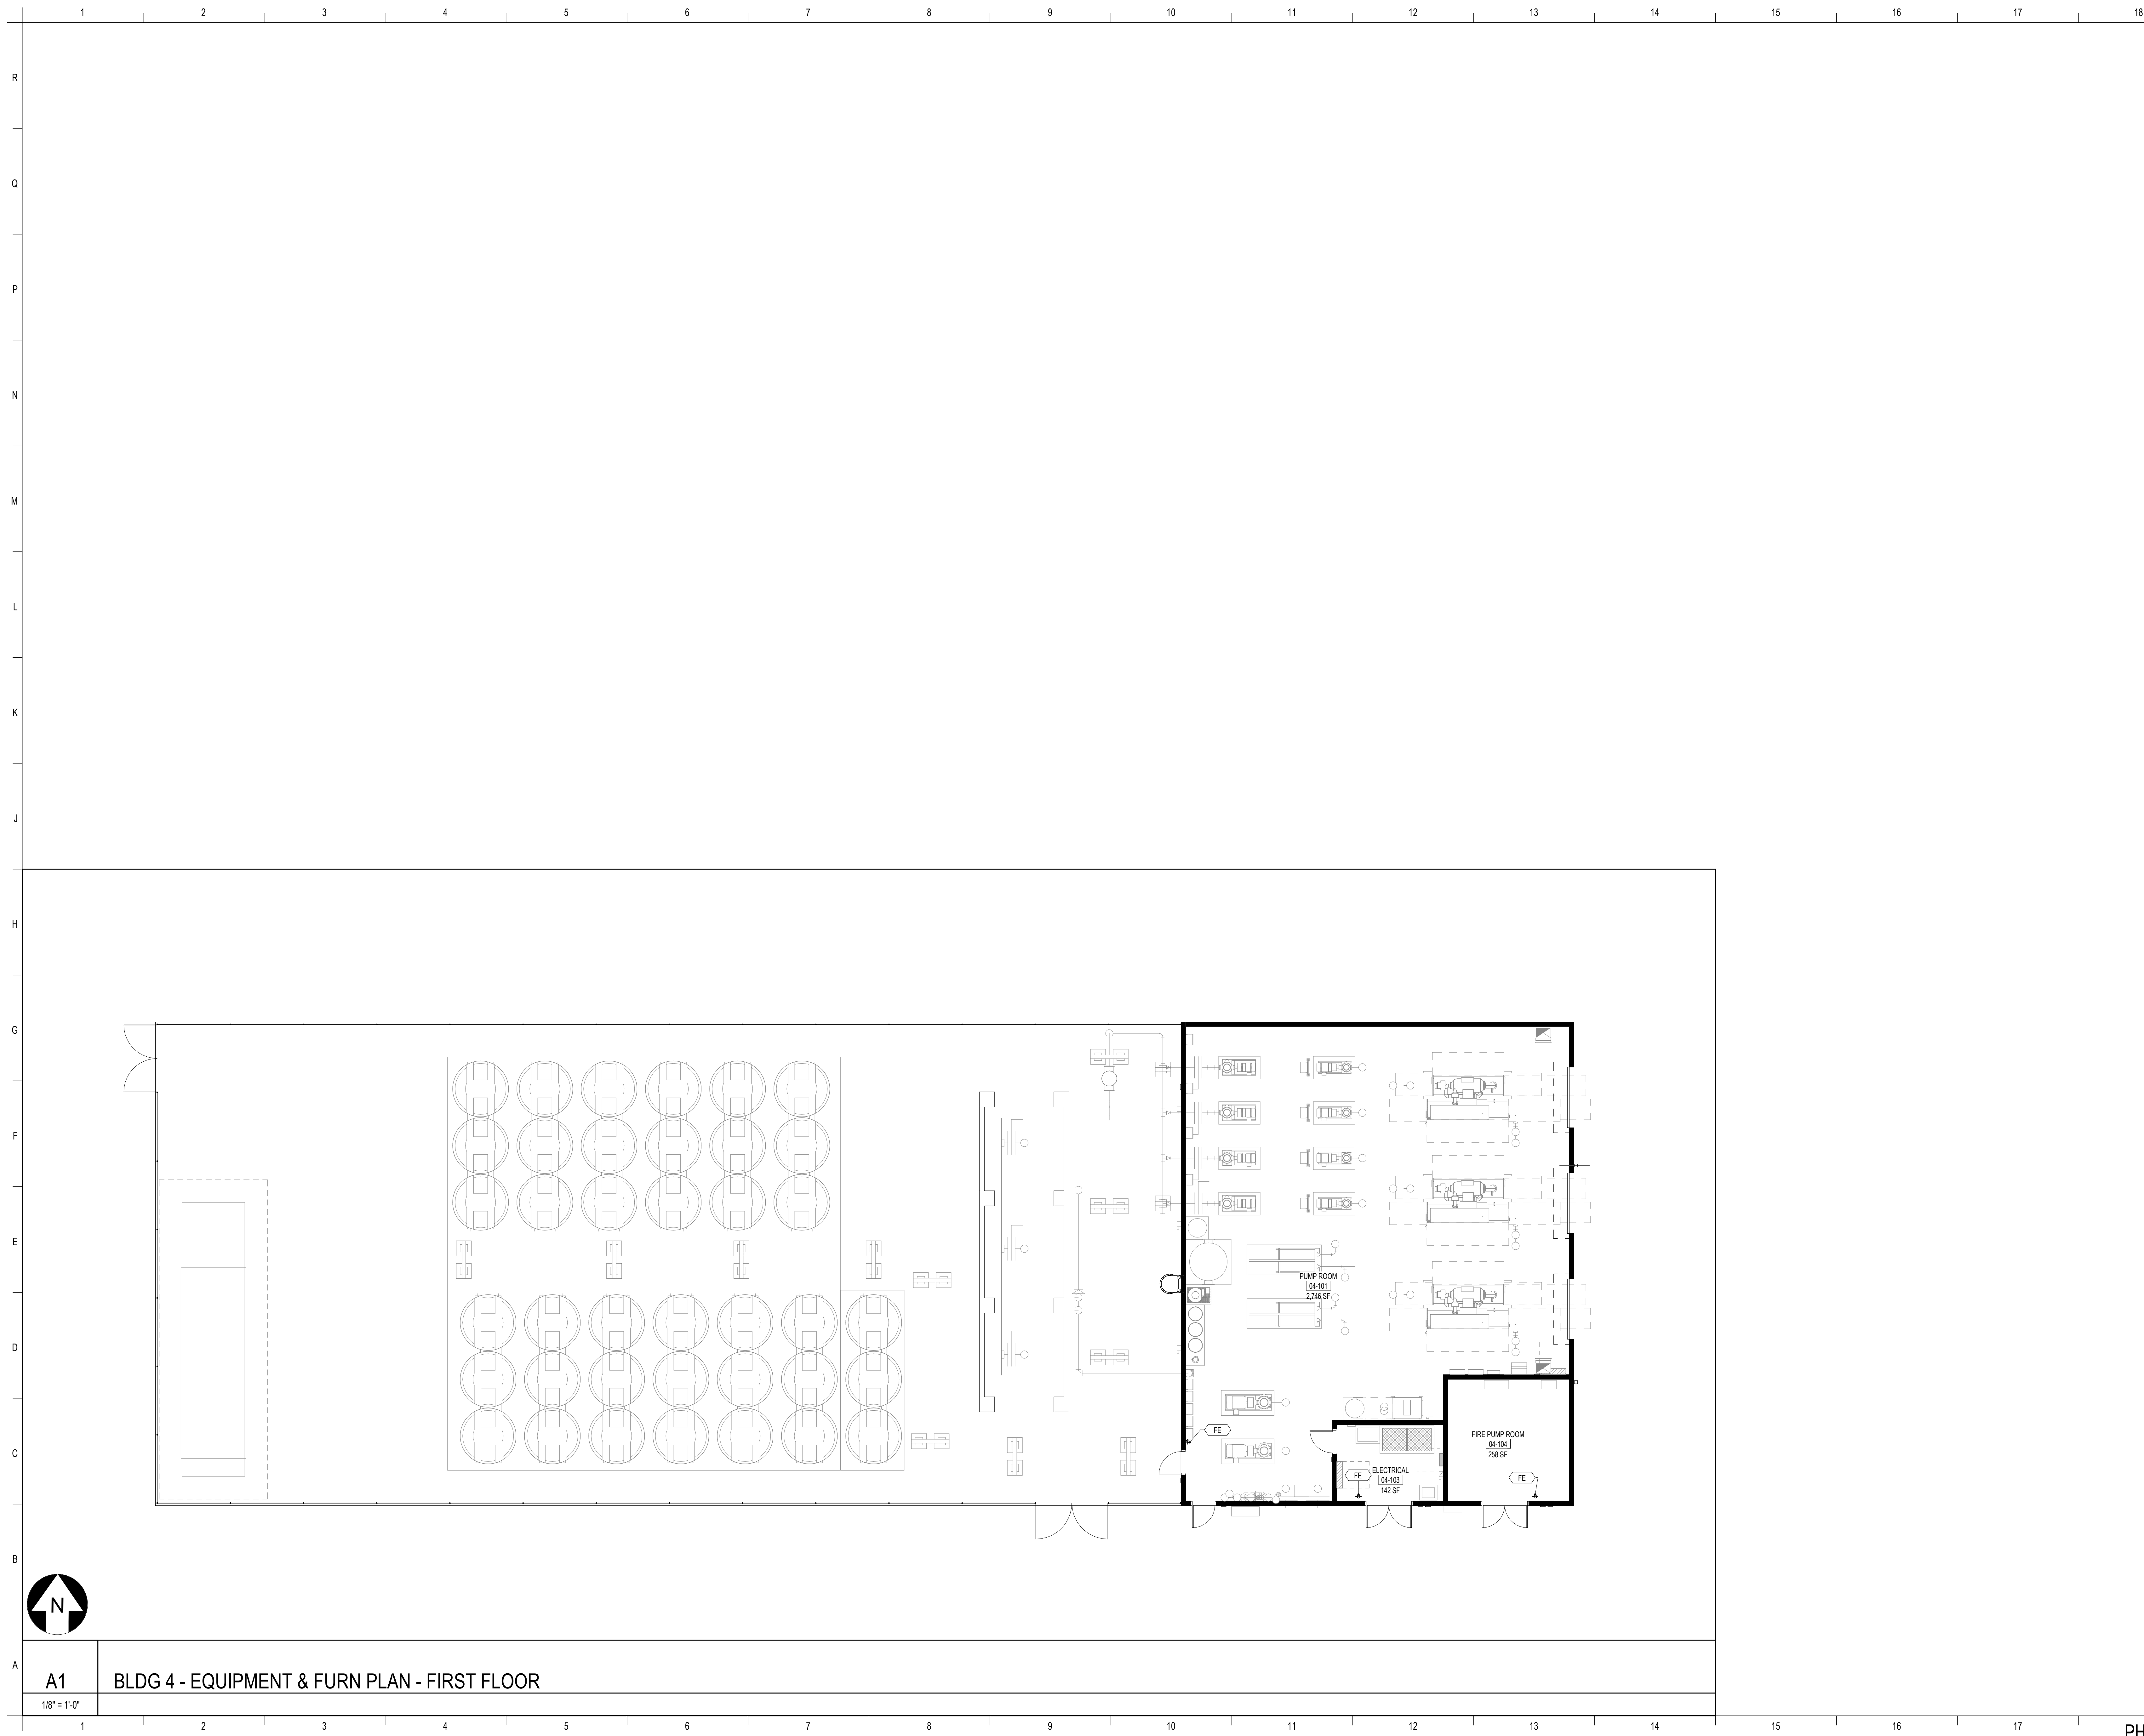 1 2 3 4 5 6 7 8 9 10 11 12 13 14 15 16 17 18
R
Q
P
N
M
L
K
J
H
G
F
E
D
C
B
A
PUMP ROOM
04-101
2,746 SF
FE
FIRE PUMP ROOM
04-104
258 SF
FE
ELECTRICAL
04-103
142 SF
FE
N
A1
BLDG 4 - EQUIPMENT & FURN PLAN - FIRST FLOOR
1/8" = 1'-0"
1 2 3 4 5 6 7 8 9 10 11 12 13 14 15 16 17
PH